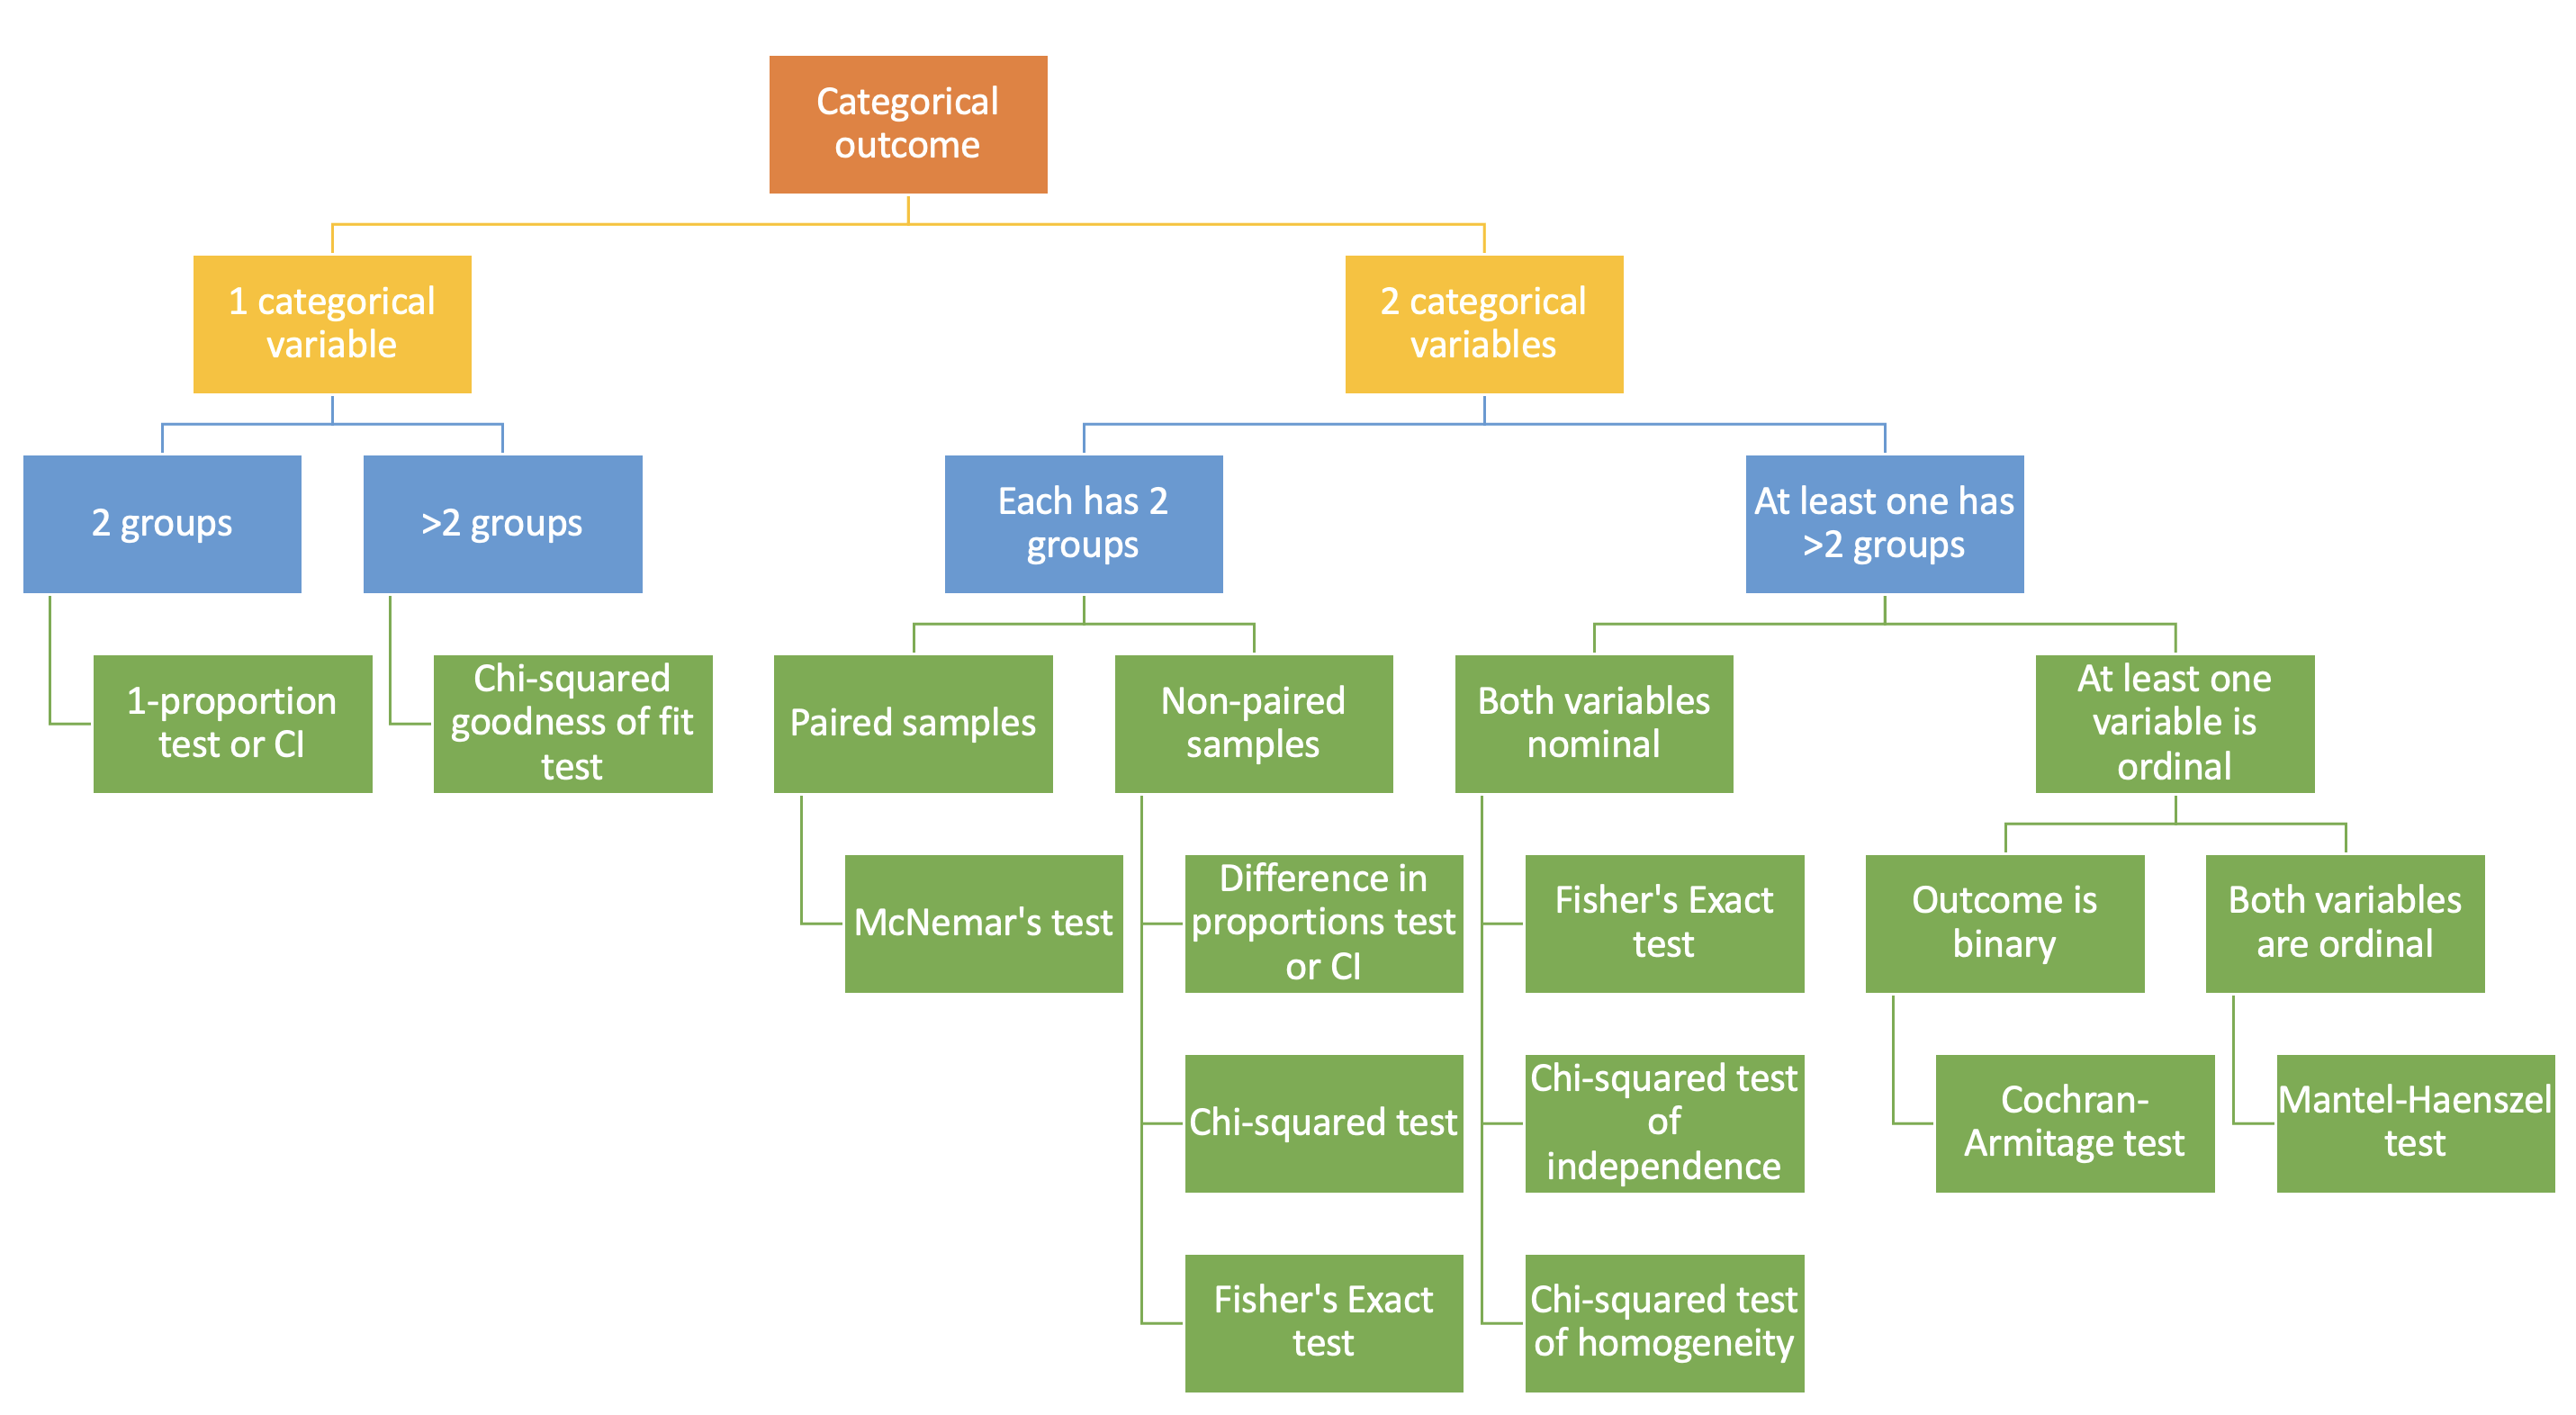 Categorical
outcome
1 categorical
variable
2 categorical
variables
2 groups
>2 groups
Each has 2
groups
At least one has
>2 groups
1-proportion
test or CI
Chi-squared
goodness of fit
test
Paired samples
Non-paired
samples
Both variables
nominal
At least one
variable is
ordinal
McNemar's test
Difference in
proportions test
or CI
Fisher's Exact
test
Outcome is
binary
Both variables
are ordinal
Chi-squared test
Chi-squared test
of
independence
Cochran-
Armitage test
Mantel-Haenszel
test
Fisher's Exact
test
Chi-squared test
of homogeneity